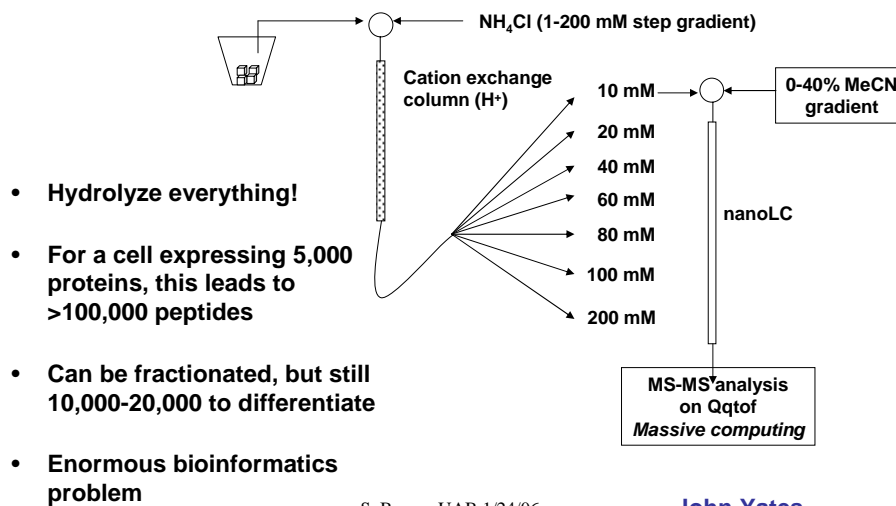 NH₄Cl (1-200 mM step gradient)
Cation exchange
column (H⁺)
10 mM
20 mM
40 mM
60 mM
80 mM
100 mM
200 mM
0-40% MeCN
gradient
nanoLC
MS-MS analysis
on Qqtof
Massive computing
• Hydrolyze everything!
• For a cell expressing 5,000
proteins, this leads to
>100,000 peptides
• Can be fractionated, but still
10,000-20,000 to differentiate
• Enormous bioinformatics
problem